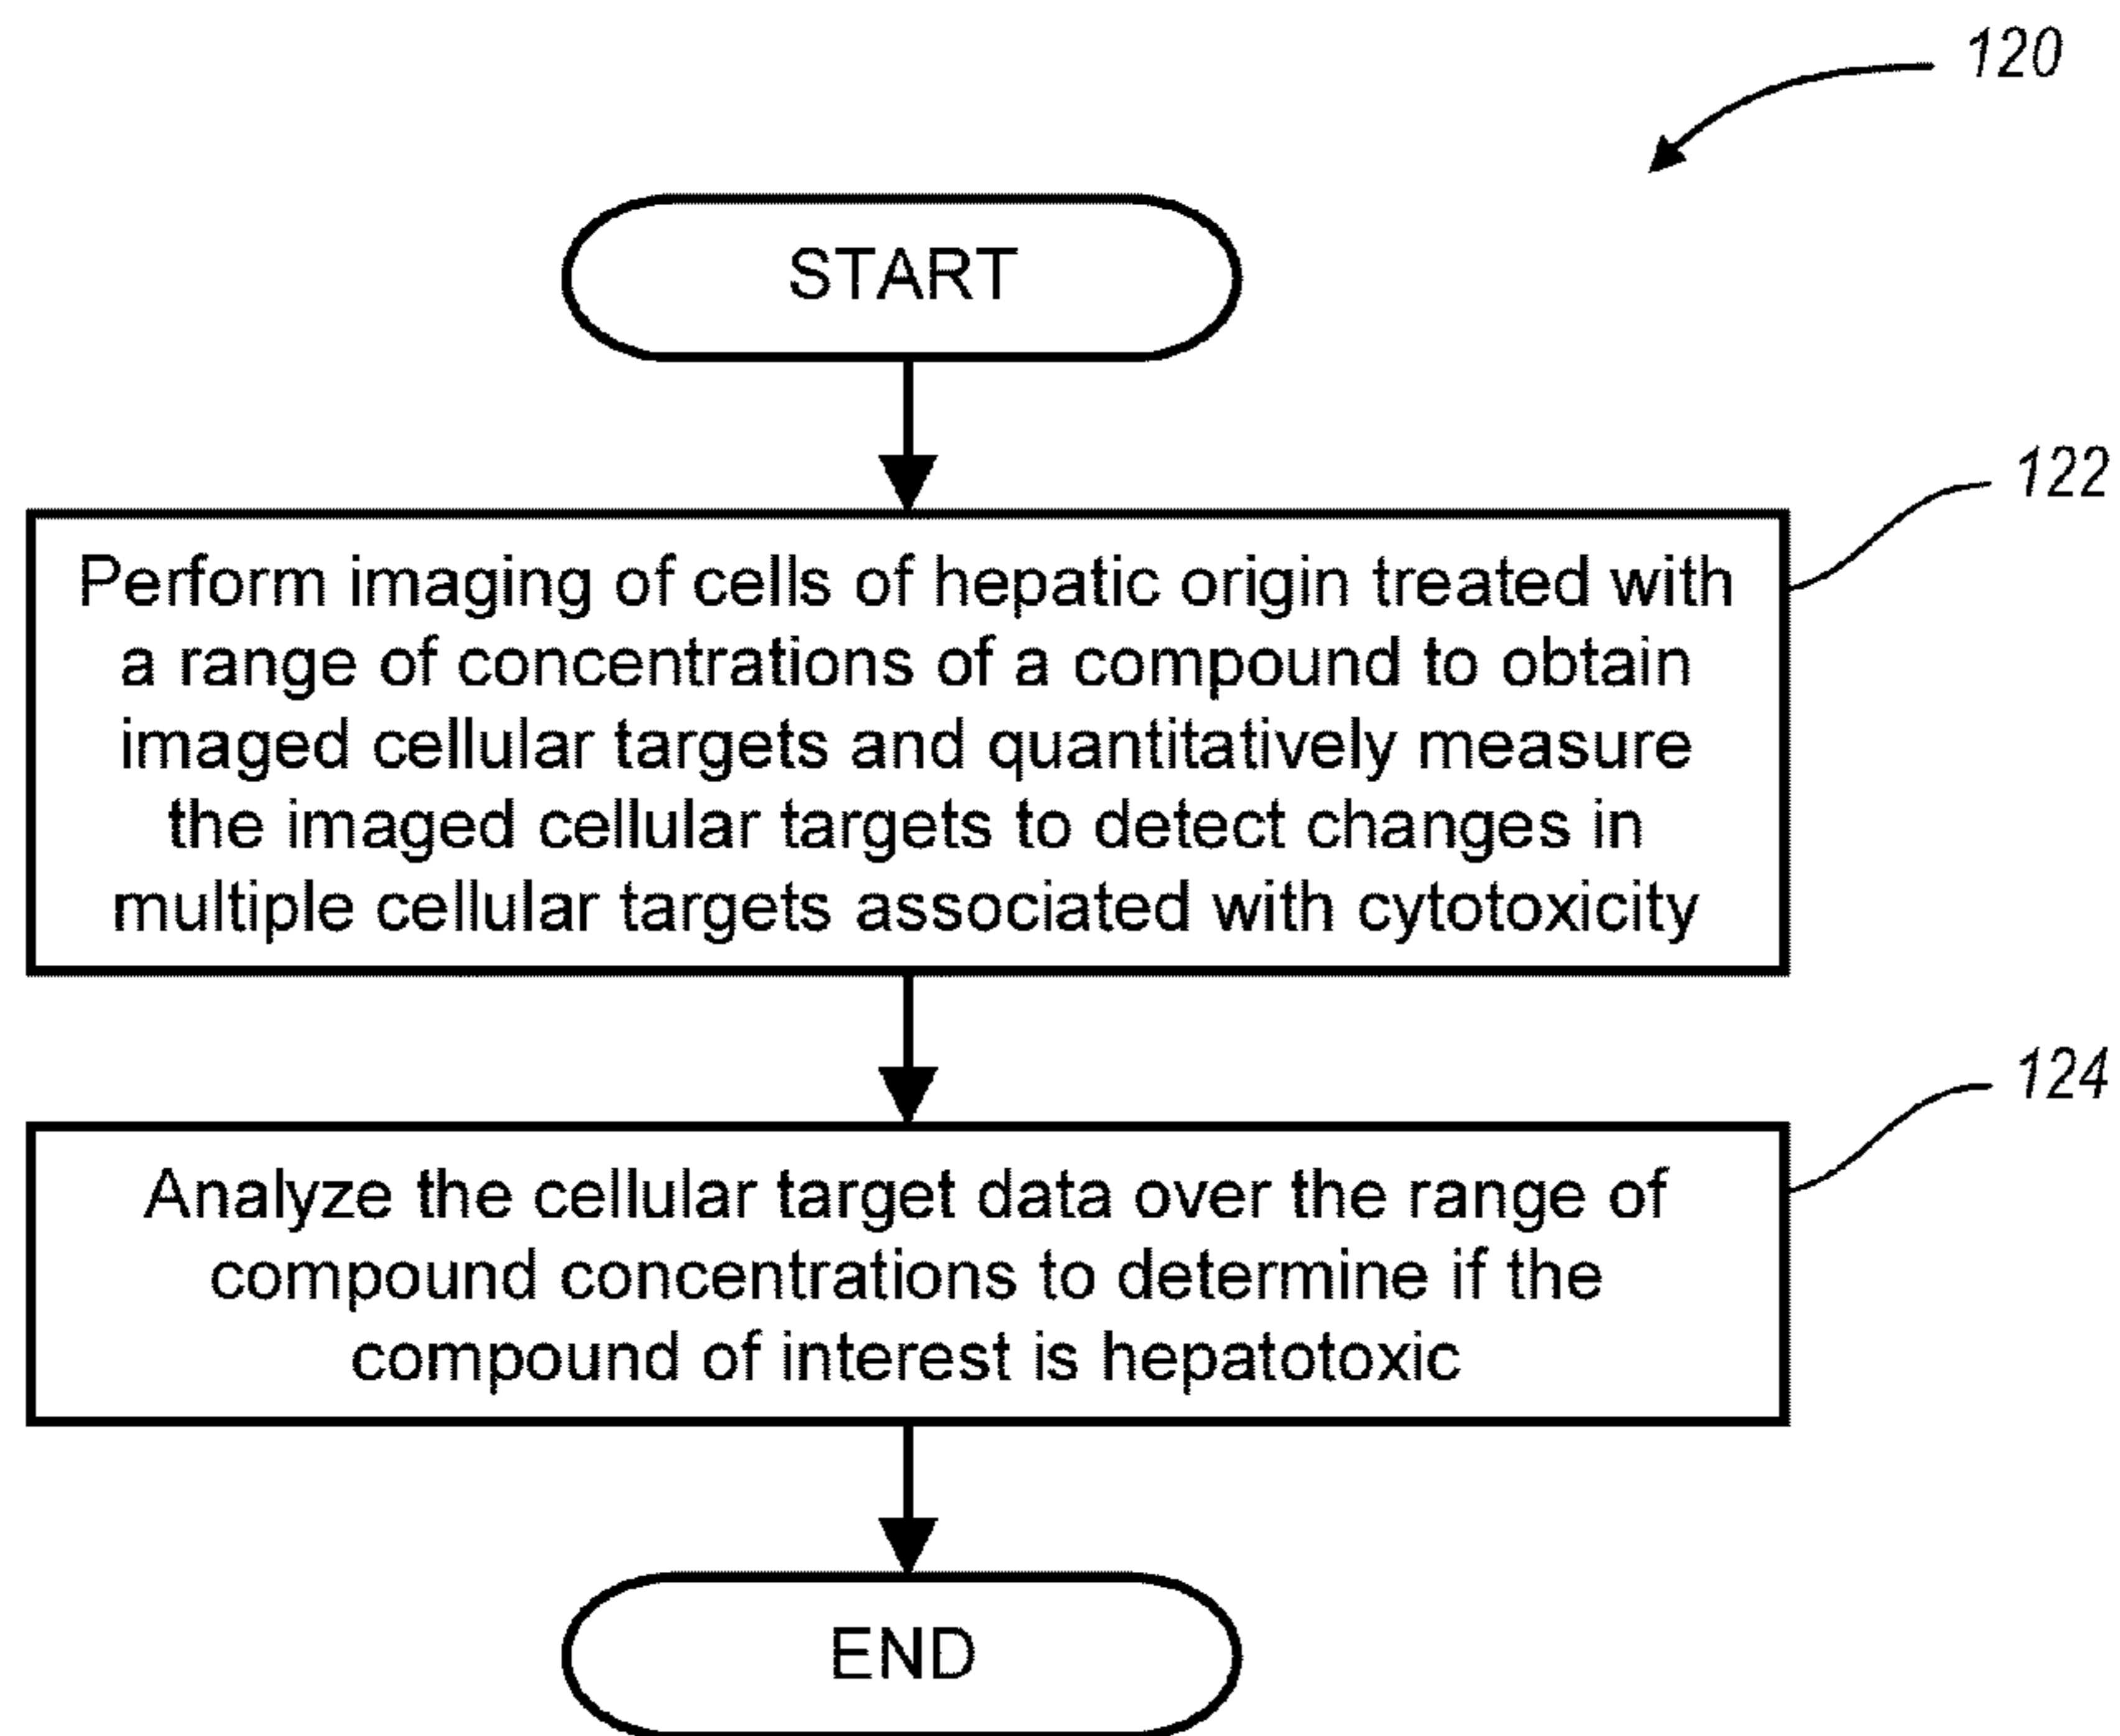 120
START
122
Perform imaging of cells of hepatic origin treated with
a range of concentrations of a compound to obtain
imaged cellular targets and quantitatively measure
the imaged cellular targets to detect changes in
multiple cellular targets associated with cytotoxicity
124
Analyze the cellular target data over the range of
compound concentrations to determine if the
compound of interest is hepatotoxic
END